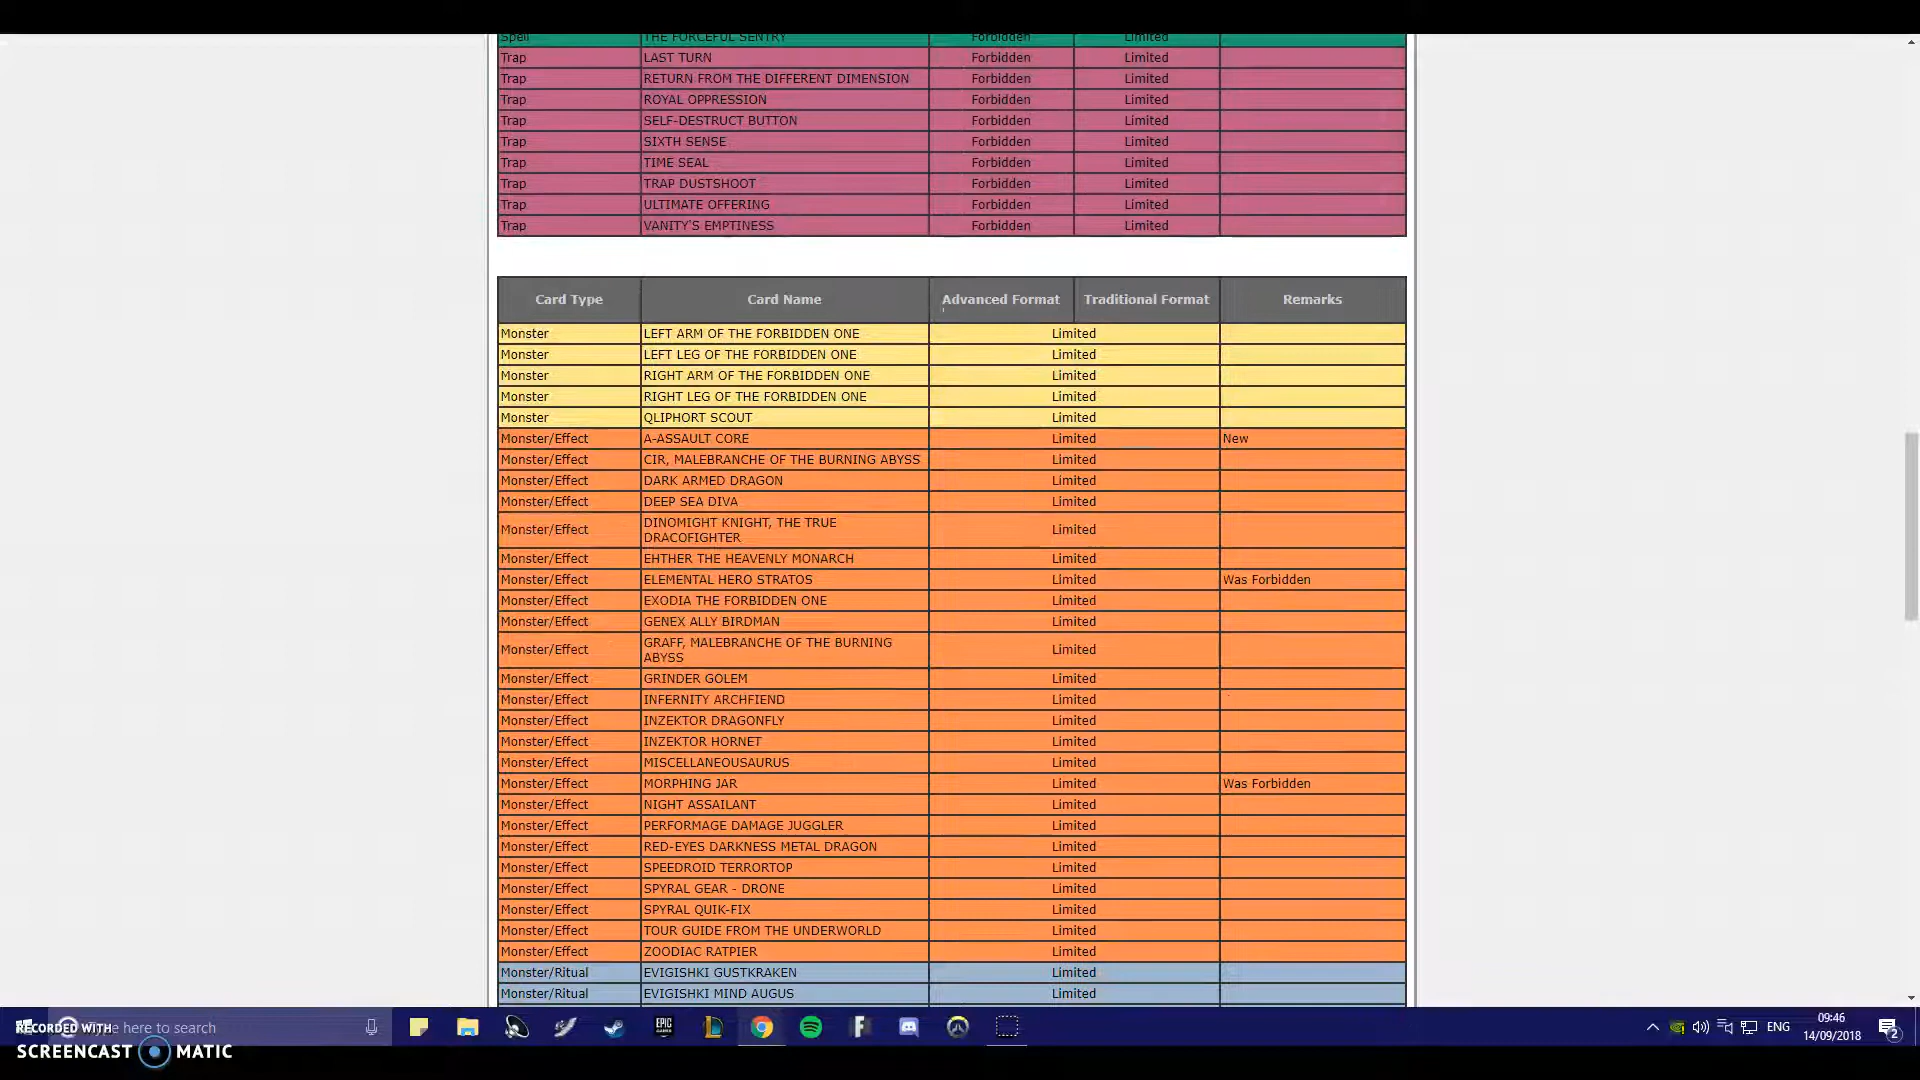 Spell THE FORCEFUL SENTRY Forbidden Limited
Trap LAST TURN Forbidden Limited
Trap RETURN FROM THE DIFFERENT DIMENSION Forbidden Limited
Trap ROYAL OPPRESSION Forbidden Limited
Trap SELF-DESTRUCT BUTTON Forbidden Limited
Trap SIXTH SENSE Forbidden Limited
Trap TIME SEAL Forbidden Limited
Trap TRAP DUSTSHOOT Forbidden Limited
Trap ULTIMATE OFFERING Forbidden Limited
Trap VANITY'S EMPTINESS Forbidden Limited
Card Type Card Name Advanced Format Traditional Format Remarks
Monster LEFT ARM OF THE FORBIDDEN ONE Limited
Monster LEFT LEG OF THE FORBIDDEN ONE Limited
Monster RIGHT ARM OF THE FORBIDDEN ONE Limited
Monster RIGHT LEG OF THE FORBIDDEN ONE Limited
Monster QLIPHORT SCOUT Limited
Monster/Effect A-ASSAULT CORE Limited New
Monster/Effect CIR, MALEBRANCHE OF THE BURNING ABYSS Limited
Monster/Effect DARK ARMED DRAGON Limited
Monster/Effect DEEP SEA DIVA Limited
Monster/Effect DINOMIGHT KNIGHT, THE TRUE
DRACOFIGHTER Limited
Monster/Effect EHTHER THE HEAVENLY MONARCH Limited
Monster/Effect ELEMENTAL HERO STRATOS Limited Was Forbidden
Monster/Effect EXODIA THE FORBIDDEN ONE Limited
Monster/Effect GENEX ALLY BIRDMAN Limited
Monster/Effect GRAFF, MALEBRANCHE OF THE BURNING
ABYSS Limited
Monster/Effect GRINDER GOLEM Limited
Monster/Effect INFERNITY ARCHFIEND Limited
Monster/Effect INZEKTOR DRAGONFLY Limited
Monster/Effect INZEKTOR HORNET Limited
Monster/Effect MISCELLANEOUSAURUS Limited
Monster/Effect MORPHING JAR Limited Was Forbidden
Monster/Effect NIGHT ASSAILANT Limited
Monster/Effect PERFORMAGE DAMAGE JUGGLER Limited
Monster/Effect RED-EYES DARKNESS METAL DRAGON Limited
Monster/Effect SPEEDROID TERRORTOP Limited
Monster/Effect SPYRAL GEAR - DRONE Limited
Monster/Effect SPYRAL QUIK-FIX Limited
Monster/Effect TOUR GUIDE FROM THE UNDERWORLD Limited
Monster/Effect ZOODIAC RATPIER Limited
Monster/Ritual EVIGISHKI GUSTKRAKEN Limited
Monster/Ritual EVIGISHKI MIND AUGUS Limited
RECORDED WITH
here to search
SCREENCAST MATIC
EPIC
ENG
09:46
14/09/2018
2